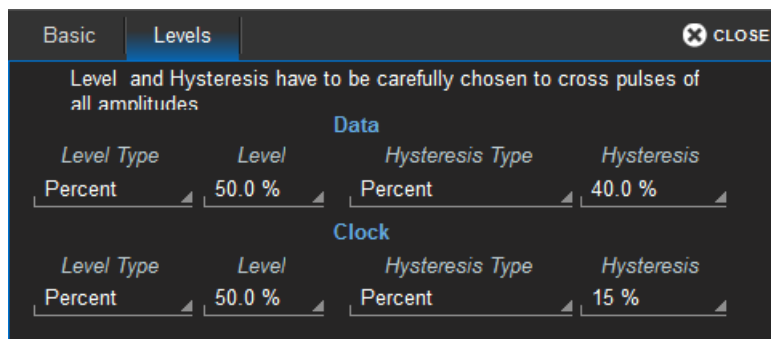 Basic Levels CLOSE
Level and Hysteresis have to be carefully chosen to cross pulses of
all amplitudes
Data
Level Type Level Hysteresis Type Hysteresis
Percent 50.0 % Percent 40.0 %
Clock
Level Type Level Hysteresis Type Hysteresis
Percent 50.0 % Percent 15 %